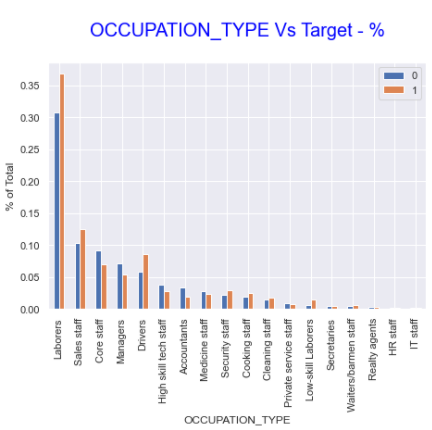 OCCUPATION_TYPE Vs Target - %
0
1
% of Total
0.35
0.30
0.25
0.20
0.15
0.10
0.05
0.00
Laborers
Sales staff
Core staff
Managers
Drivers
High skill tech staff
Accountants
Medicine staff
Security staff
Cooking staff
Cleaning staff
Private service staff
Low-skill Laborers
Secretaries
Waiters/barmen staff
Realty agents
HR staff
IT staff
OCCUPATION_TYPE